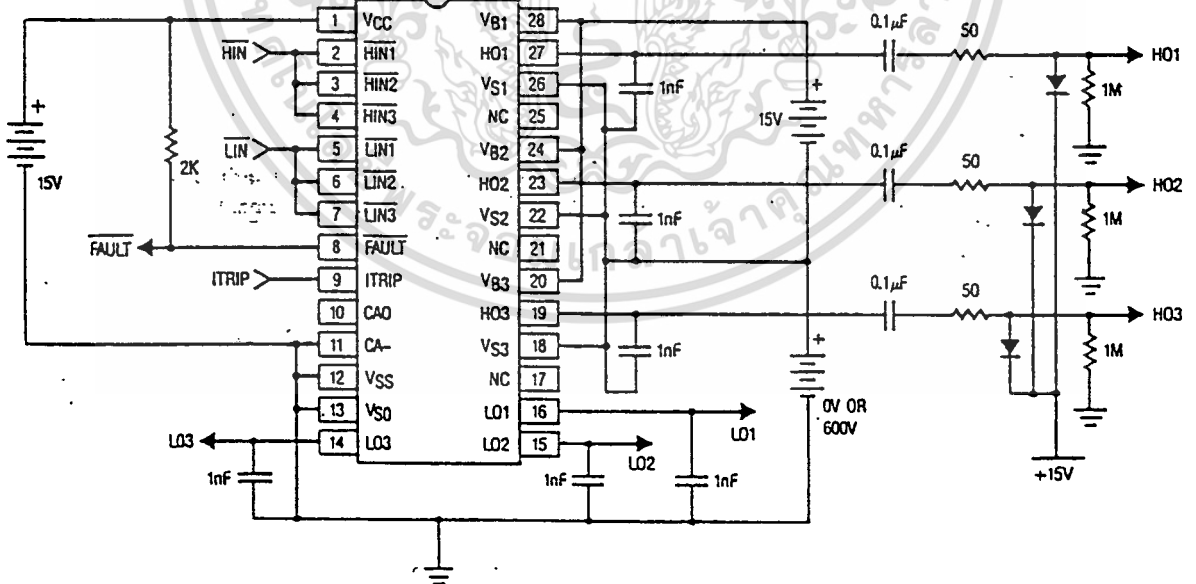 1 VCC
HIN 2 HIN1
3 HIN2
4 HIN3
LIN 5 LIN1
6 LIN2
7 LIN3
FAULT 8 FAULT
ITRIP 9 ITRIP
10 CAO
11 CA-
12 VSS
13 VS0
LO3 14 LO3
+
15V
2K
1nF
VB1 28
HO1 27
VS1 26
NC 25
VB2 24
HO2 23
VS2 22
NC 21
VB3 20
HO3 19
VS3 18
NC 17
LO1 16
LO2 15
1nF
1nF
1nF
LO2
1nF
LO1
1nF
+
15V
+
0V OR
600V
0.1µF
50
HO1
1M
0.1µF
50
HO2
1M
0.1µF
50
HO3
1M
+15V